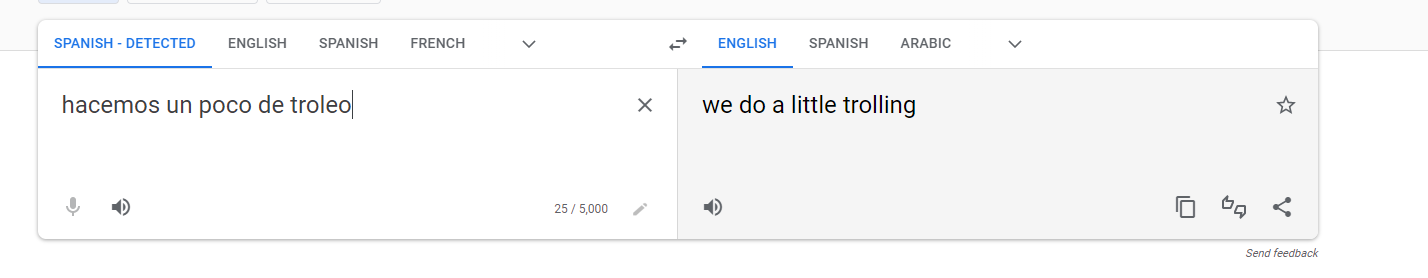 SPANISH - DETECTED ENGLISH SPANISH FRENCH ENGLISH SPANISH ARABIC
hacemos un poco de troleo
we do a little trolling
25 / 5,000
Send feedback